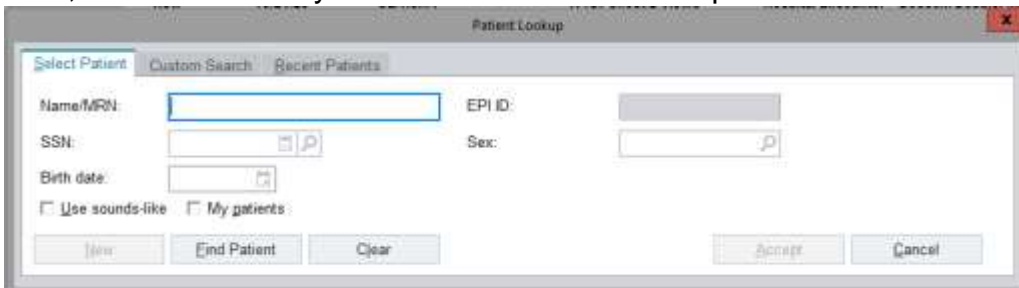 Patient Lookup
Select Patient Custom Search Recent Patients
Name/MRN: EPI ID:
SSN: Sex:
Birth date:
Use sounds-like My patients
New Find Patient Clear Accept Cancel